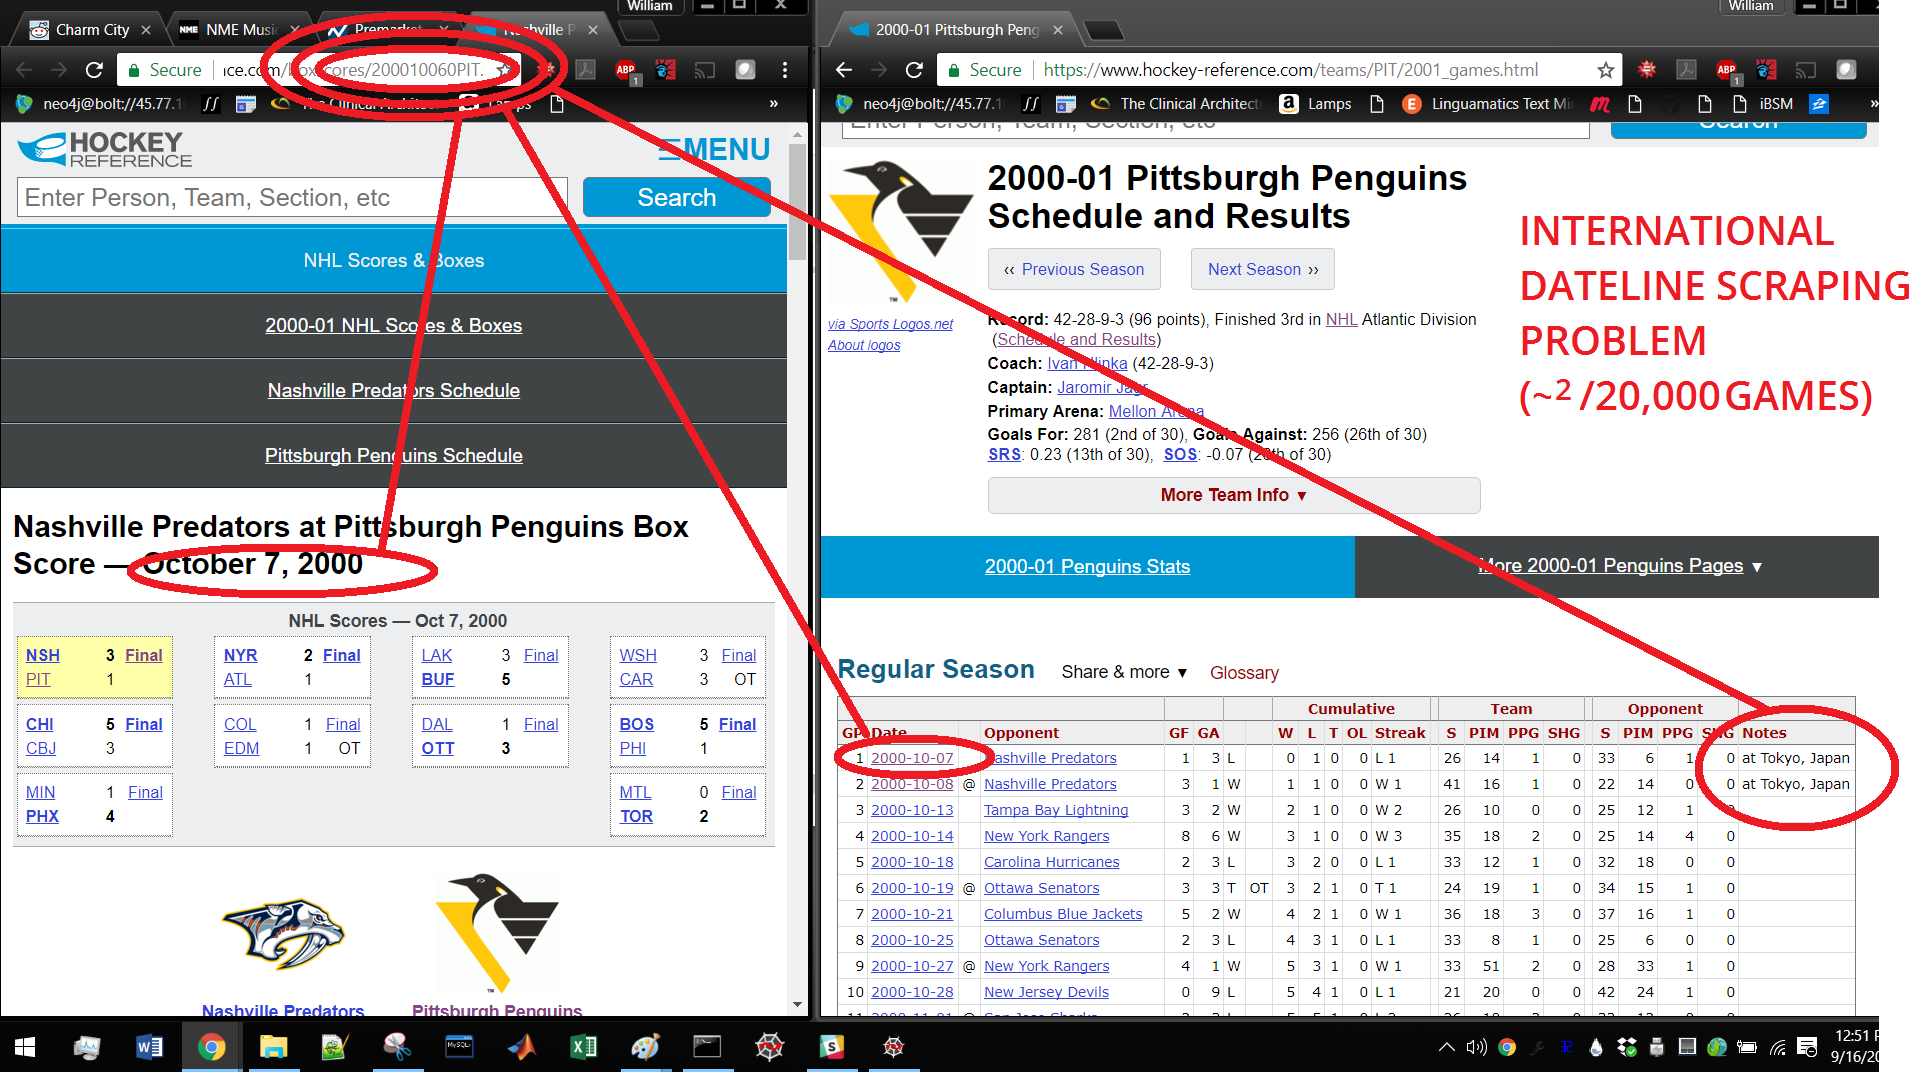 William
Charm City
NME Music
Premarket
Nashville P
Secure
nce.com/boxscores/200010060PIT.
ABP
1
neo4j@bolt://45.77.1
The Clinical Architect
Lamps
»
HOCKEY
REFERENCE
MENU
Enter Person, Team, Section, etc
Search
NHL Scores & Boxes
2000-01 NHL Scores & Boxes
Nashville Predators Schedule
Pittsburgh Penguins Schedule
Nashville Predators at Pittsburgh Penguins Box
Score — October 7, 2000
NHL Scores — Oct 7, 2000
NSH 3 Final
PIT 1
NYR 2 Final
ATL 1
LAK 3 Final
BUF 5
WSH 3 Final
CAR 3 OT
CHI 5 Final
CBJ 3
COL 1 Final
EDM 1 OT
DAL 1 Final
OTT 3
BOS 5 Final
PHI 1
MIN 1 Final
PHX 4
MTL 0 Final
TOR 2
Nashville Predators
Pittsburgh Penguins
William
2000-01 Pittsburgh Peng
Secure
https://www.hockey-reference.com/teams/PIT/2001_games.html
ABP
1
neo4j@bolt://45.77.1
The Clinical Architect
Lamps
Linguamatics Text Mi
iBSM
»
Enter Person, Team, Section, etc
Search
2000-01 Pittsburgh Penguins
Schedule and Results
‹‹ Previous Season
Next Season ››
via Sports Logos.net
About logos
Record: 42-28-9-3 (96 points), Finished 3rd in NHL Atlantic Division
(Schedule and Results)
Coach: Ivan Hlinka (42-28-9-3)
Captain: Jaromir Jagr
Primary Arena: Mellon Arena
Goals For: 281 (2nd of 30), Goals Against: 256 (26th of 30)
SRS: 0.23 (13th of 30), SOS: -0.07 (26th of 30)
More Team Info ▼
2000-01 Penguins Stats
More 2000-01 Penguins Pages ▼
INTERNATIONAL
DATELINE SCRAPING
PROBLEM
(~2 /20,000 GAMES)
Regular Season Share & more ▼ Glossary
Cumulative Team Opponent
GP Date Opponent GF GA W L T OL Streak S PIM PPG SHG S PIM PPG SHG Notes
1 2000-10-07 Nashville Predators 1 3 L 0 1 0 0 L 1 26 14 1 0 33 6 1 0 at Tokyo, Japan
2 2000-10-08 @ Nashville Predators 3 1 W 1 1 0 0 W 1 41 16 1 0 22 14 0 0 at Tokyo, Japan
3 2000-10-13 Tampa Bay Lightning 3 2 W 2 1 0 0 W 2 26 10 0 0 25 12 1 0
4 2000-10-14 New York Rangers 8 6 W 3 1 0 0 W 3 35 18 2 0 25 14 4 0
5 2000-10-18 Carolina Hurricanes 2 3 L 3 2 0 0 L 1 33 12 1 0 32 18 0 0
6 2000-10-19 @ Ottawa Senators 3 3 T OT 3 2 1 0 T 1 24 19 1 0 34 15 1 0
7 2000-10-21 Columbus Blue Jackets 5 2 W 4 2 1 0 W 1 36 18 3 0 37 16 1 0
8 2000-10-25 Ottawa Senators 2 3 L 4 3 1 0 L 1 33 8 1 0 25 6 0 0
9 2000-10-27 @ New York Rangers 4 1 W 5 3 1 0 W 1 33 51 2 0 28 33 1 0
10 2000-10-28 New Jersey Devils 0 9 L 5 4 1 0 L 1 21 20 0 0 42 24 1 0
MySQL
12:51
9/16/20